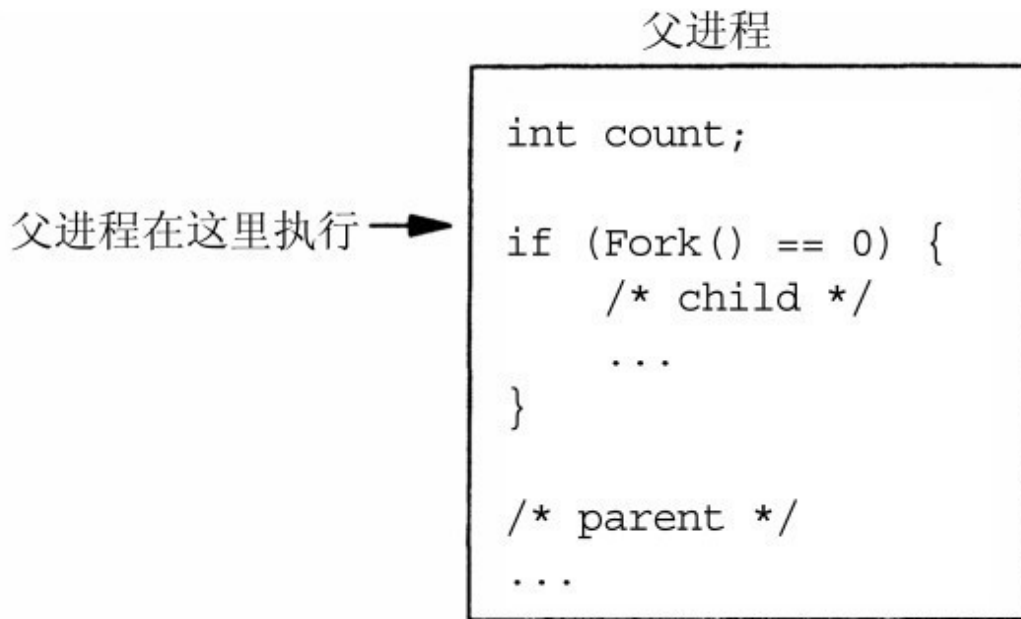 父进程
int count;
父进程在这里执行
if (Fork() == 0) {
/* child */
...
}
/* parent */
...